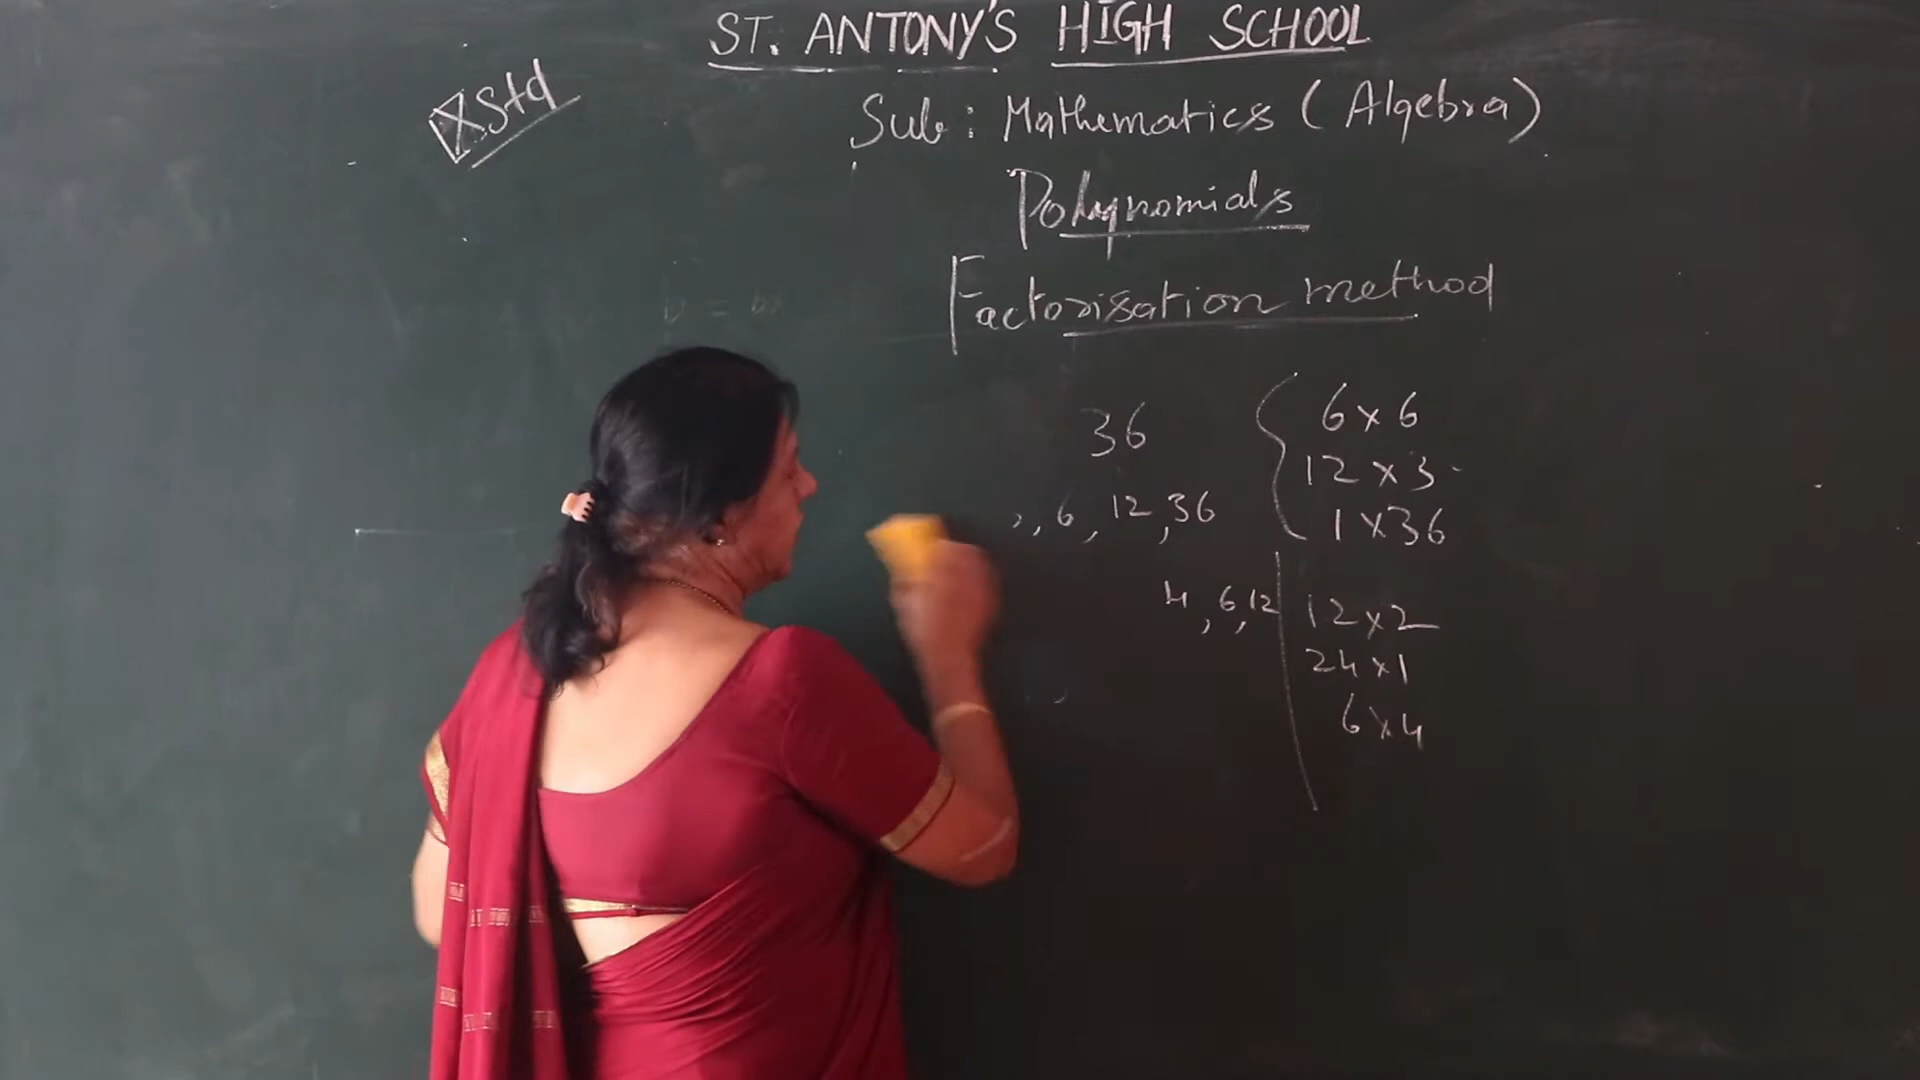 ST. ANTONY'S HIGH SCHOOL
X Std
Sub: Mathematics (Algebra)
Polynomials
Factorisation method
36
6 x 6
12 x 3
, 6, 12, 36
1 x 36
4, 6, 12
12 x 2
24 x 1
6 x 4